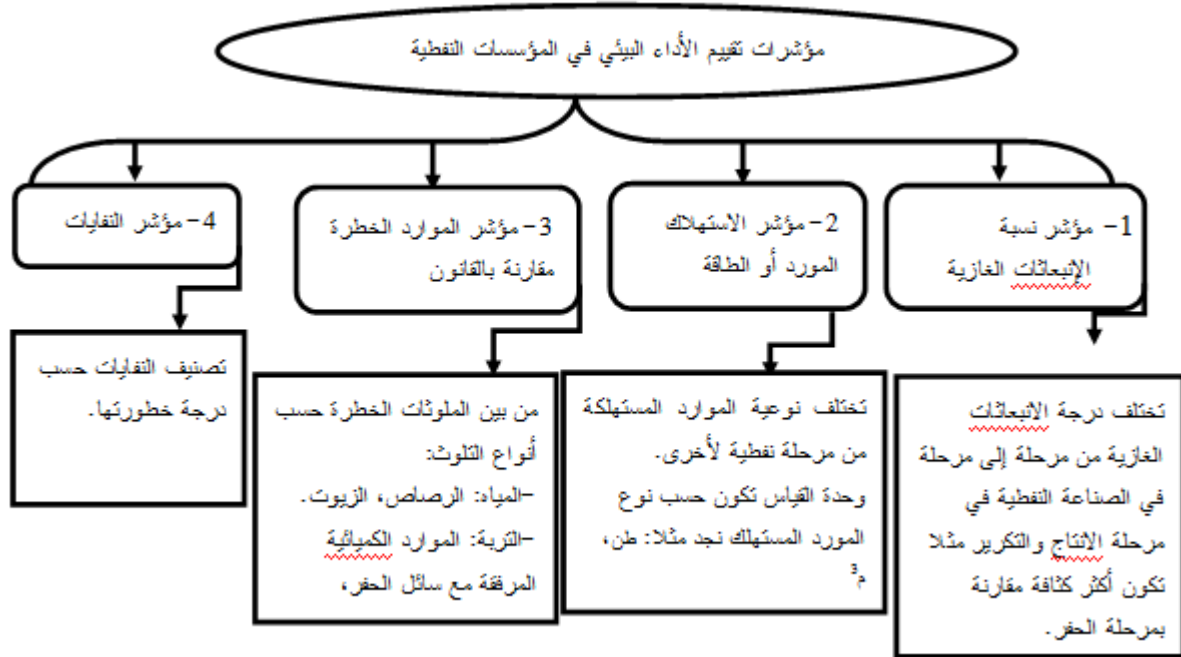 مؤشرات تقييم الأداء البيئي في المؤسسات النفطية
1- مؤشر نسبة
الإنبعاثات الغازية
2- مؤشر الاستهلاك
المورد أو الطاقة
3- مؤشر الموارد الخطرة
مقارنة بالقانون
4- مؤشر النفايات
تختلف درجة الانبعاثات
الغازية من مرحلة إلى مرحلة
في الصناعة النفطية في
مرحلة الانتاج والتكرير مثلا
تكون أكثر كثافة مقارنة
بمرحلة الحفر.
تختلف نوعية الموارد المستهلكة
من مرحلة نفطية لأخرى.
وحدة القياس تكون حسب نوع
المورد المستهلك نجد مثلا: طن،
م³
من بين الملوثات الخطرة حسب
أنواع التلوث:
-المياه: الرصاص، الزيوت.
-التربة: الموارد الكميائية
المرفقة مع سائل الحفر،
تصنيف النفايات حسب
درجة خطورتها.